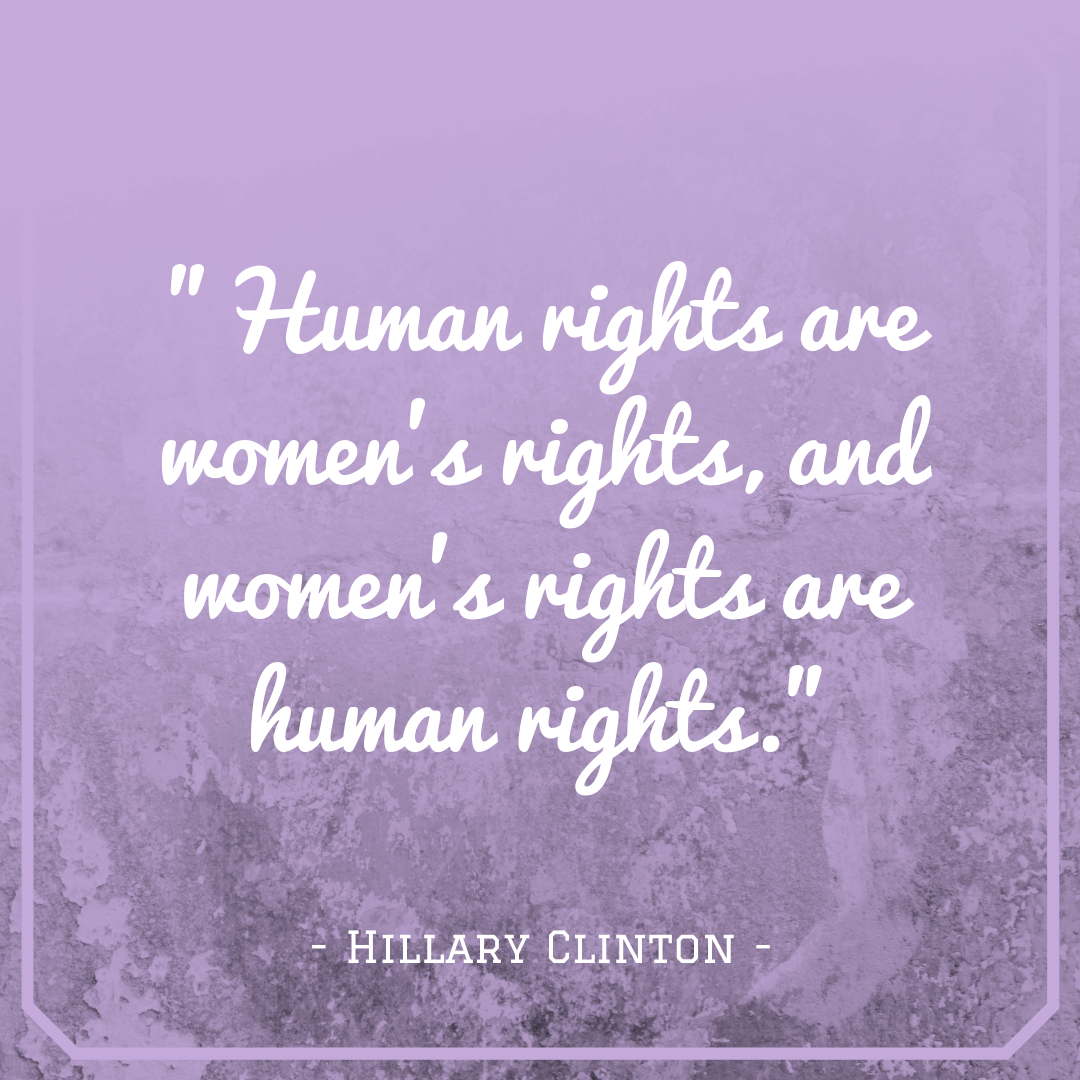 " Human rights are
women's rights, and
women's rights are
human rights."
- Hillary Clinton -